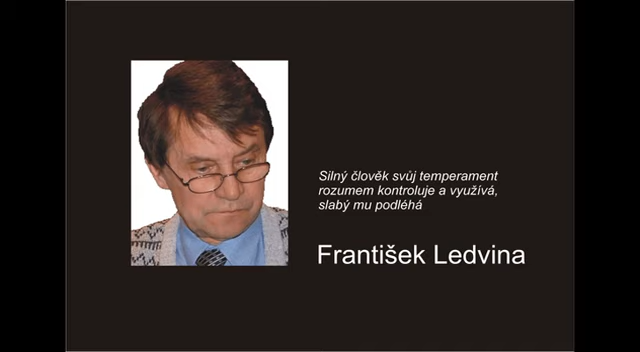 Silný člověk svůj temperament
rozumem kontroluje a využívá,
slabý mu podléhá
František Ledvina